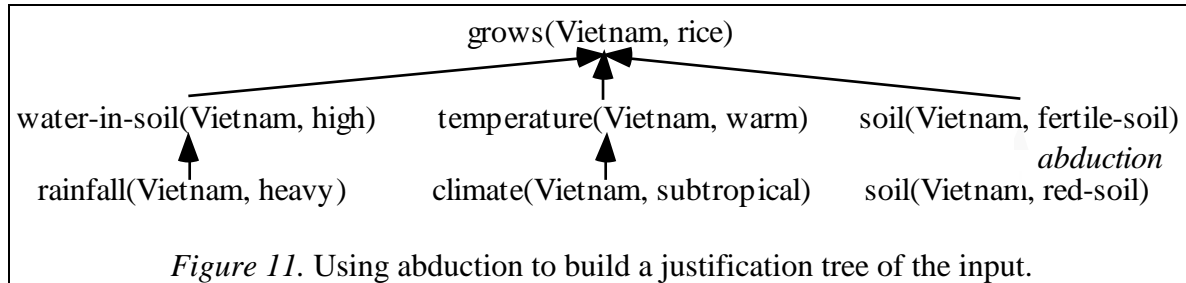 grows(Vietnam, rice)
water-in-soil(Vietnam, high) temperature(Vietnam, warm) soil(Vietnam, fertile-soil)
abduction
rainfall(Vietnam, heavy) climate(Vietnam, subtropical) soil(Vietnam, red-soil)
Figure 11. Using abduction to build a justification tree of the input.